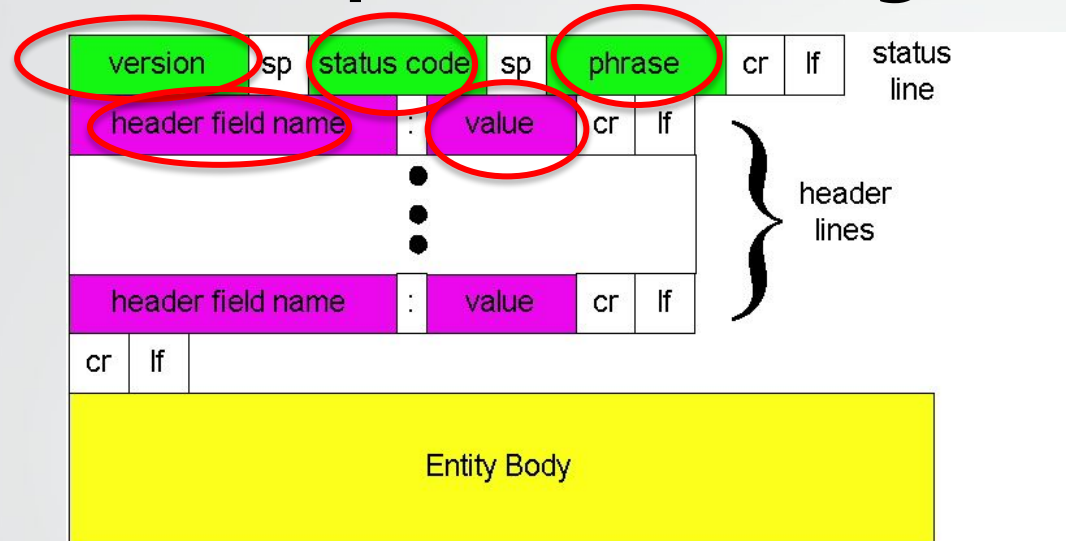 version sp status code sp phrase cr lf status line
header field name : value cr lf
header lines
header field name : value cr lf
cr lf
Entity Body